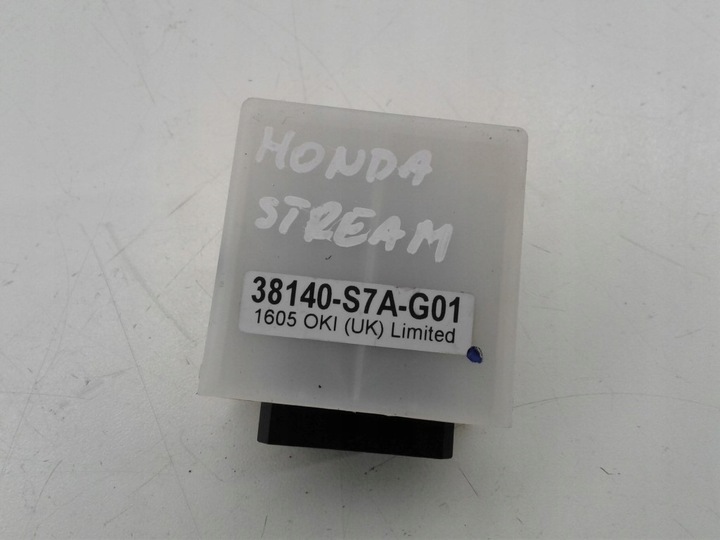 HONDA
STREAM
38140-S7A-G01
1605 OKI (UK) Limited